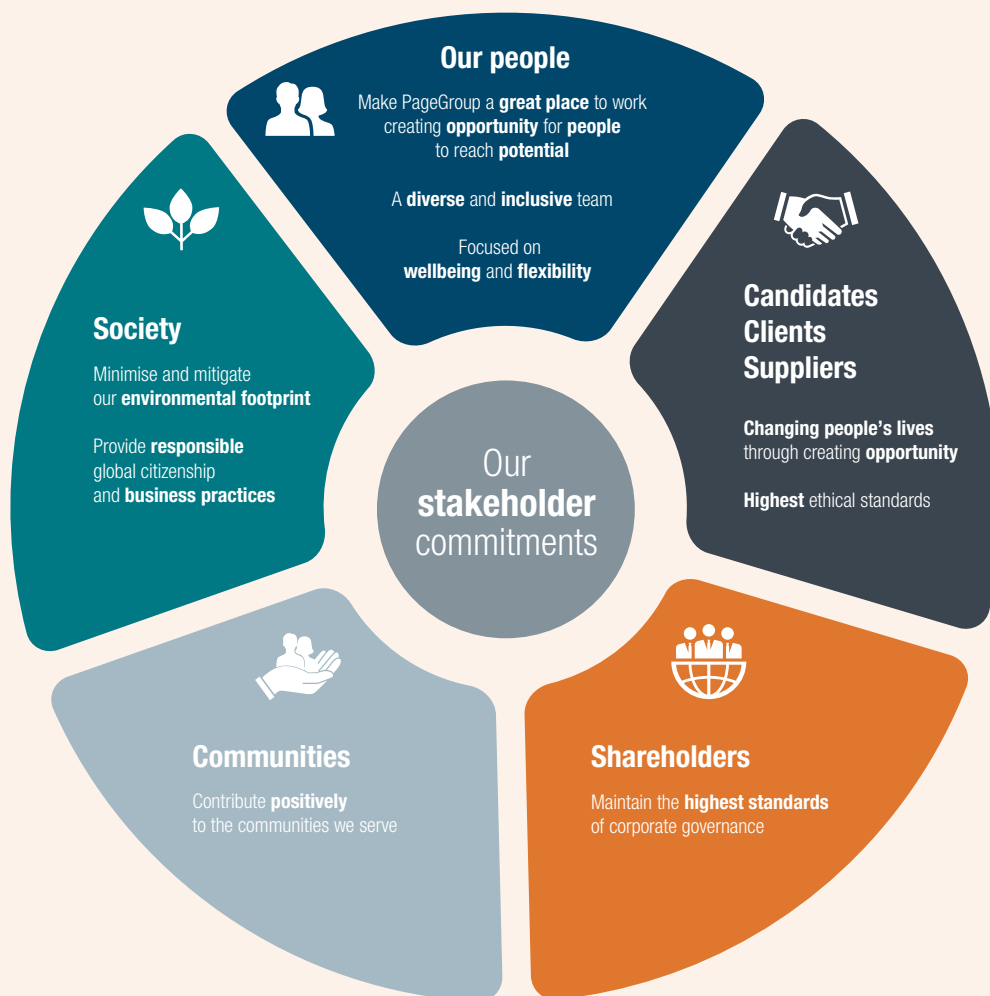 Our people
Make PageGroup a great place to work
creating opportunity for people
to reach potential
A diverse and inclusive team
Focused on
wellbeing and flexibility
Candidates
Clients
Suppliers
Changing people's lives
through creating opportunity
Highest ethical standards
Shareholders
Maintain the highest standards
of corporate governance
Communities
Contribute positively
to the communities we serve
Society
Minimise and mitigate
our environmental footprint
Provide responsible
global citizenship
and business practices
Our
stakeholder
commitments